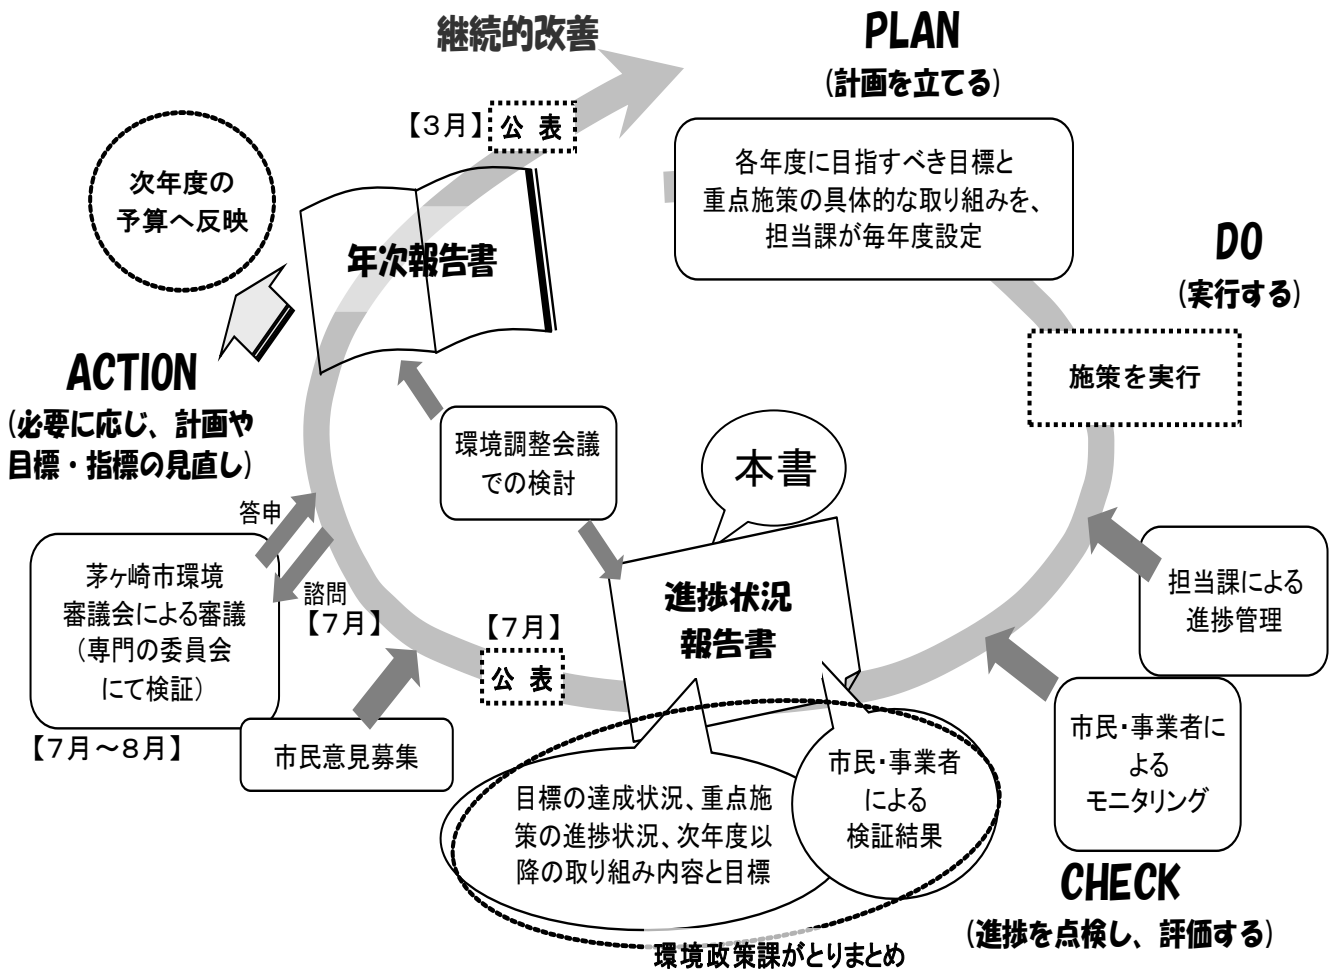 継続的改善
PLAN
(計画を立てる)
【３月】
公 表
各年度に目指すべき目標と
重点施策の具体的な取り組みを、
担当課が毎年度設定
次年度の
予算へ反映
年次報告書
DO
(実行する)
施策を実行
ACTION
(必要に応じ、計画や
目標・指標の見直し)
環境調整会議
での検討
本書
答申
諮問
【７月】
茅ケ崎市環境
審議会による審議
（専門の委員会
にて検証）
【７月～８月】
市民意見募集
【７月】
公 表
進捗状況
報告書
担当課による
進捗管理
市民・事業者に
よる
モニタリング
目標の達成状況、重点施
策の進捗状況、次年度以
降の取り組み内容と目標
市民・事業者
による
検証結果
CHECK
(進捗を点検し、評価する)
環境政策課がとりまとめ